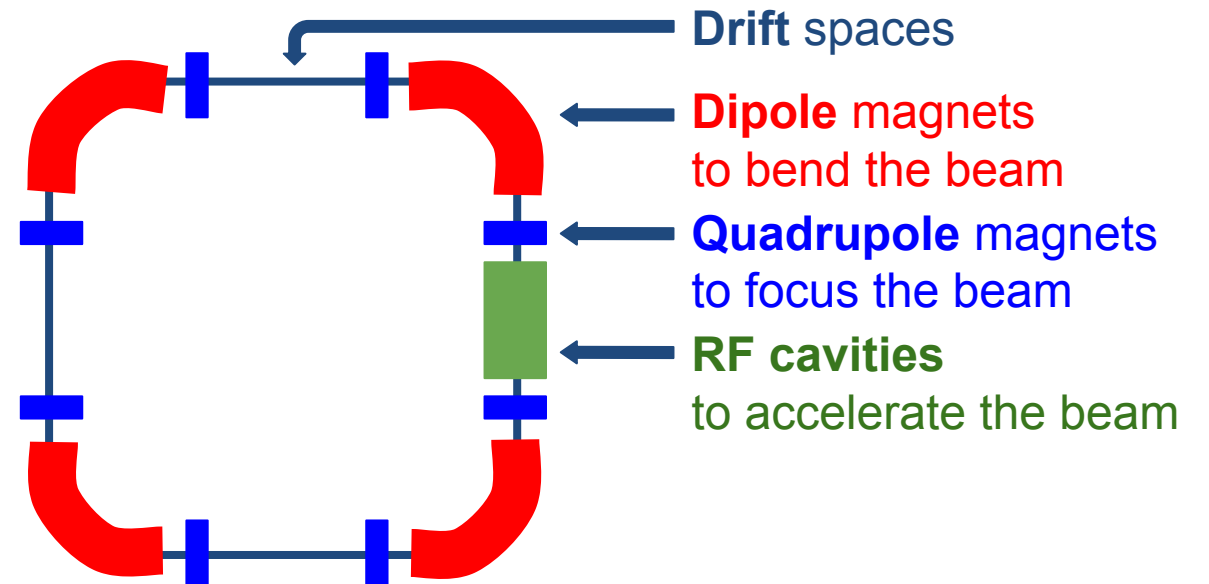 Drift spaces
Dipole magnets
to bend the beam
Quadrupole magnets
to focus the beam
RF cavities
to accelerate the beam